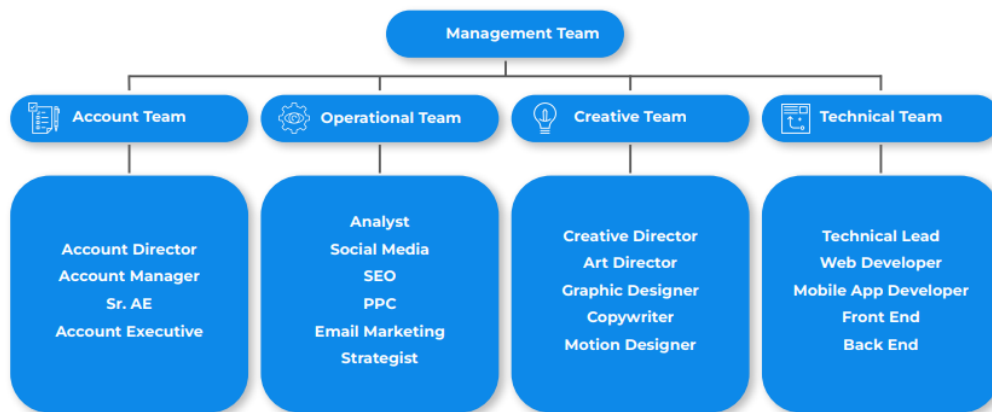 Management Team
Account Team
Operational Team
Creative Team
Technical Team
Account Director
Account Manager
Sr. AE
Account Executive
Analyst
Social Media
SEO
PPC
Email Marketing
Strategist
Creative Director
Art Director
Graphic Designer
Copywriter
Motion Designer
Technical Lead
Web Developer
Mobile App Developer
Front End
Back End